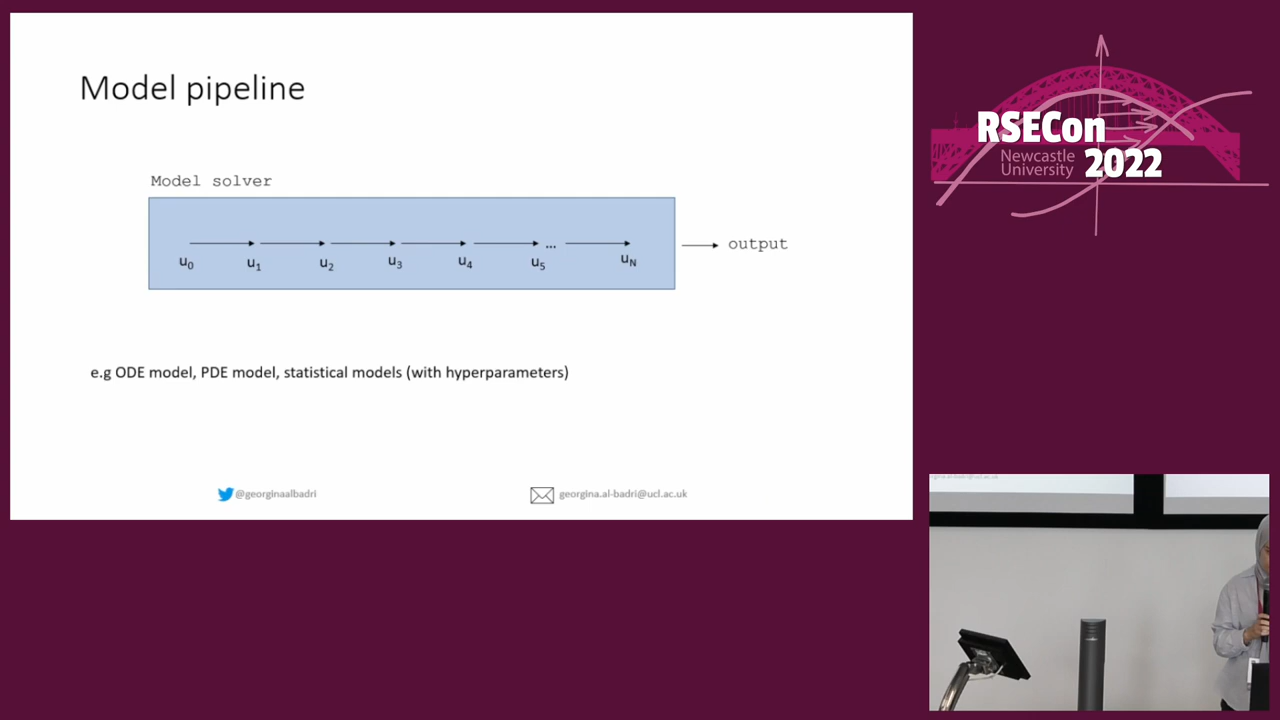 Model pipeline
Model solver
u0 u1 u2 u3 u4 u5 ... uN
output
e.g ODE model, PDE model, statistical models (with hyperparameters)
@georginaalbadri
georgina.al-badri@ucl.ac.uk
RSECon
Newcastle
University
2022